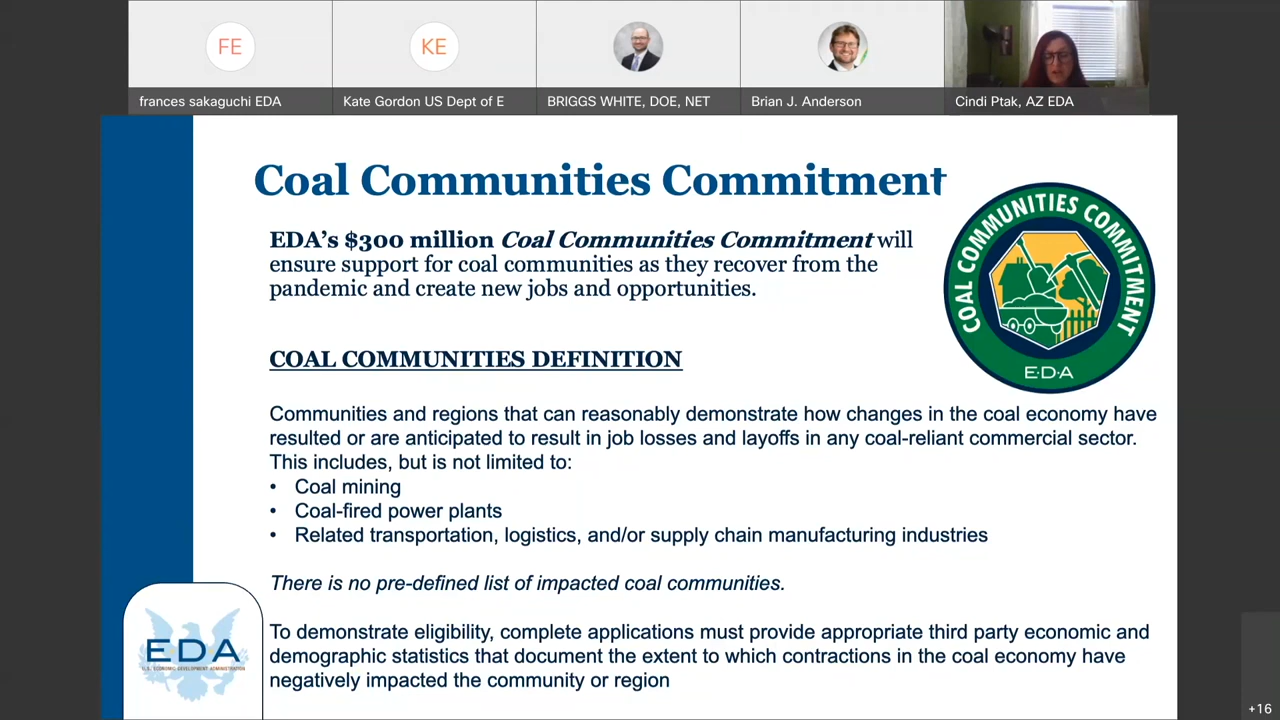 FE
KE
frances sakaguchi EDA
Kate Gordon US Dept of E
BRIGGS WHITE, DOE, NET
Brian J. Anderson
Cindi Ptak, AZ EDA
Coal Communities Commitment
COAL COMMUNITIES COMMITMENT
E·D·A
EDA's $300 million Coal Communities Commitment will
ensure support for coal communities as they recover from the
pandemic and create new jobs and opportunities.
COAL COMMUNITIES DEFINITION
Communities and regions that can reasonably demonstrate how changes in the coal economy have
resulted or are anticipated to result in job losses and layoffs in any coal-reliant commercial sector.
This includes, but is not limited to:
• Coal mining
• Coal-fired power plants
• Related transportation, logistics, and/or supply chain manufacturing industries
There is no pre-defined list of impacted coal communities.
To demonstrate eligibility, complete applications must provide appropriate third party economic and
demographic statistics that document the extent to which contractions in the coal economy have
negatively impacted the community or region
EDA
U.S. ECONOMIC DEVELOPMENT ADMINISTRATION
+16